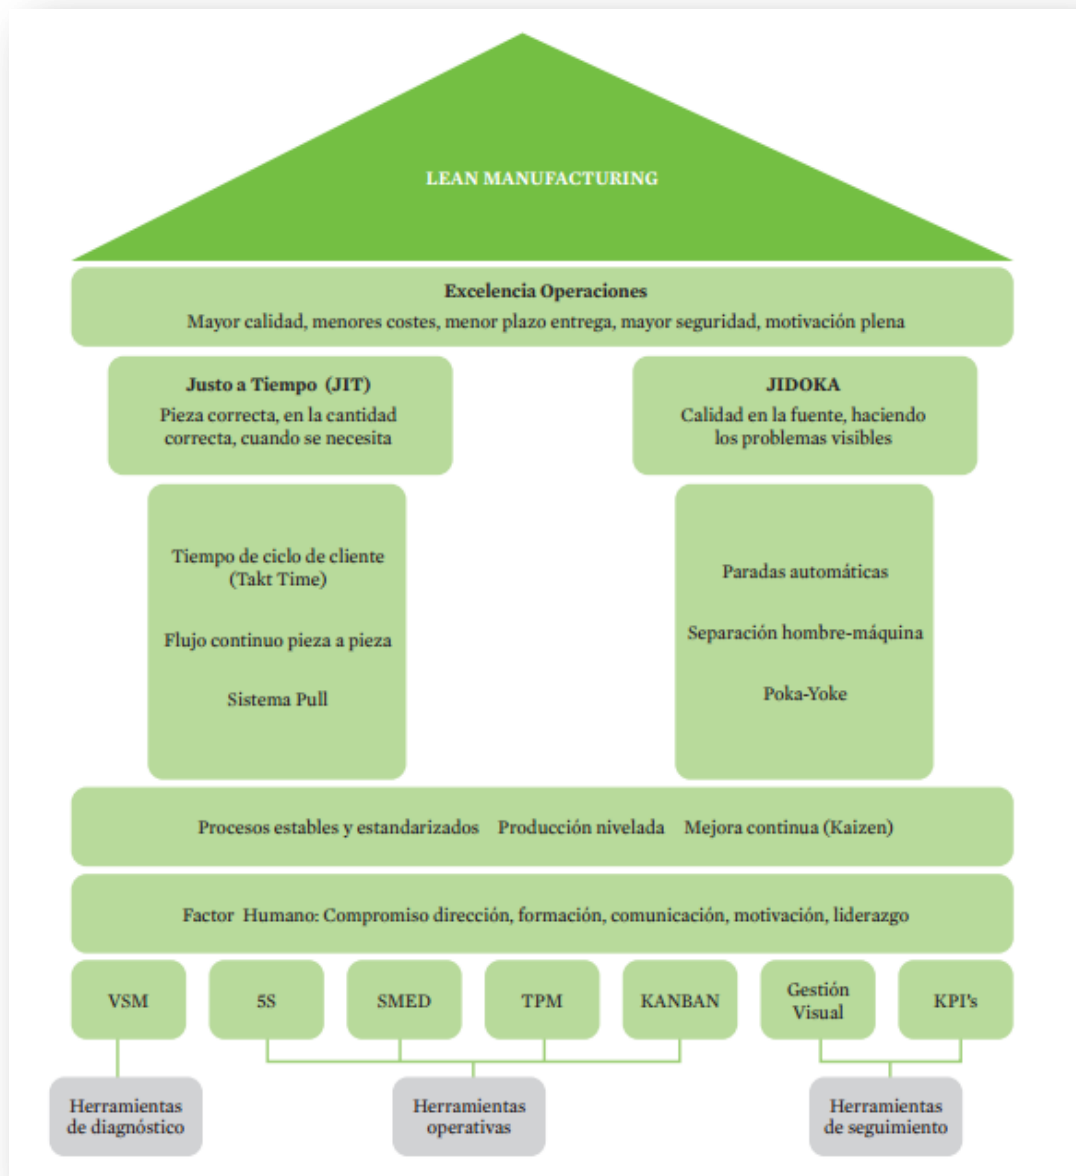 LEAN MANUFACTURING
Excelencia Operaciones
Mayor calidad, menores costes, menor plazo entrega, mayor seguridad, motivación plena
Justo a Tiempo (JIT)
Pieza correcta, en la cantidad
correcta, cuando se necesita
JIDOKA
Calidad en la fuente, haciendo
los problemas visibles
Tiempo de ciclo de cliente
(Takt Time)
Flujo continuo pieza a pieza
Sistema Pull
Paradas automáticas
Separación hombre-máquina
Poka-Yoke
Procesos estables y estandarizados Producción nivelada Mejora continua (Kaizen)
Factor Humano: Compromiso dirección, formación, comunicación, motivación, liderazgo
VSM
5S
SMED
TPM
KANBAN
Gestión
Visual
KPI's
Herramientas
de diagnóstico
Herramientas
operativas
Herramientas
de seguimiento